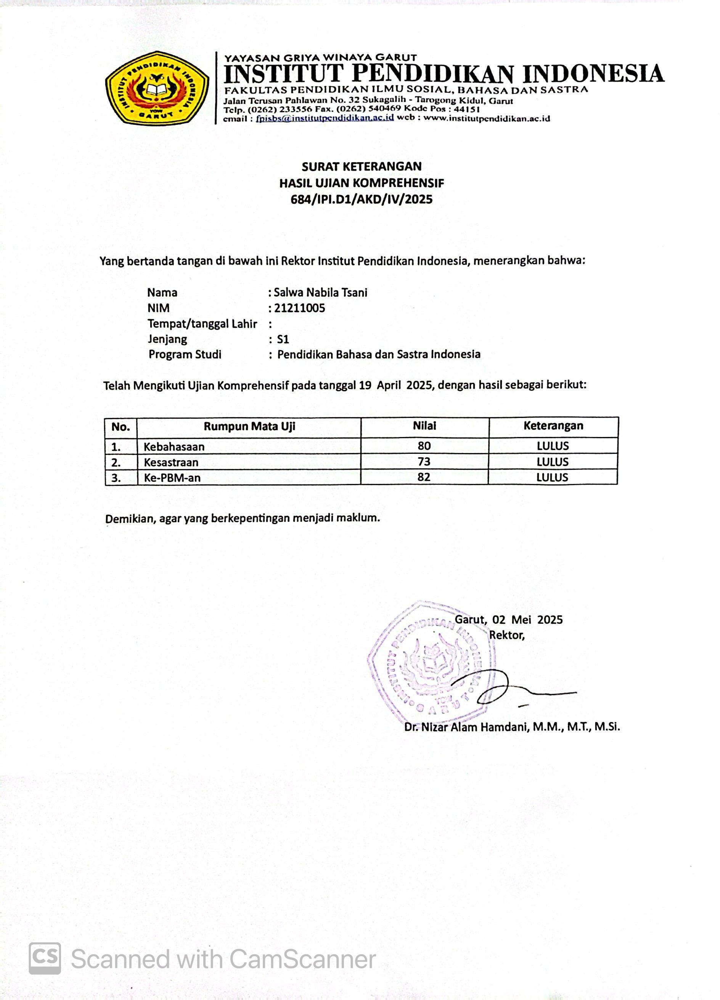 INSTITUT PENDIDIKAN INDONESIA
YGW
GARUT
YAYASAN GRIYA WINAYA GARUT
INSTITUT PENDIDIKAN INDONESIA
FAKULTAS PENDIDIKAN ILMU SOSIAL, BAHASA DAN SASTRA
Jalan Terusan Pahlawan No. 32 Sukagalih - Tarogong Kidul, Garut
Telp. (0262) 233556 Fax. (0262) 540469 Kode Pos : 44151
email : fpisbs@institutpendidikan.ac.id web : www.institutpendidikan.ac.id
SURAT KETERANGAN
HASIL UJIAN KOMPREHENSIF
684/IPI.D1/AKD/IV/2025
Yang bertanda tangan di bawah ini Rektor Institut Pendidikan Indonesia, menerangkan bahwa:
Nama : Salwa Nabila Tsani
NIM : 21211005
Tempat/tanggal Lahir :
Jenjang : S1
Program Studi : Pendidikan Bahasa dan Sastra Indonesia
Telah Mengikuti Ujian Komprehensif pada tanggal 19 April 2025, dengan hasil sebagai berikut:
No. Rumpun Mata Uji Nilai Keterangan
1. Kebahasaan 80 LULUS
2. Kesastraan 73 LULUS
3. Ke-PBM-an 82 LULUS
Demikian, agar yang berkepentingan menjadi maklum.
Garut, 02 Mei 2025
Rektor,
INSTITUT PENDIDIKAN INDONESIA
YGW
GARUT
Dr. Nizar Alam Hamdani, M.M., M.T., M.Si.
CS Scanned with CamScanner